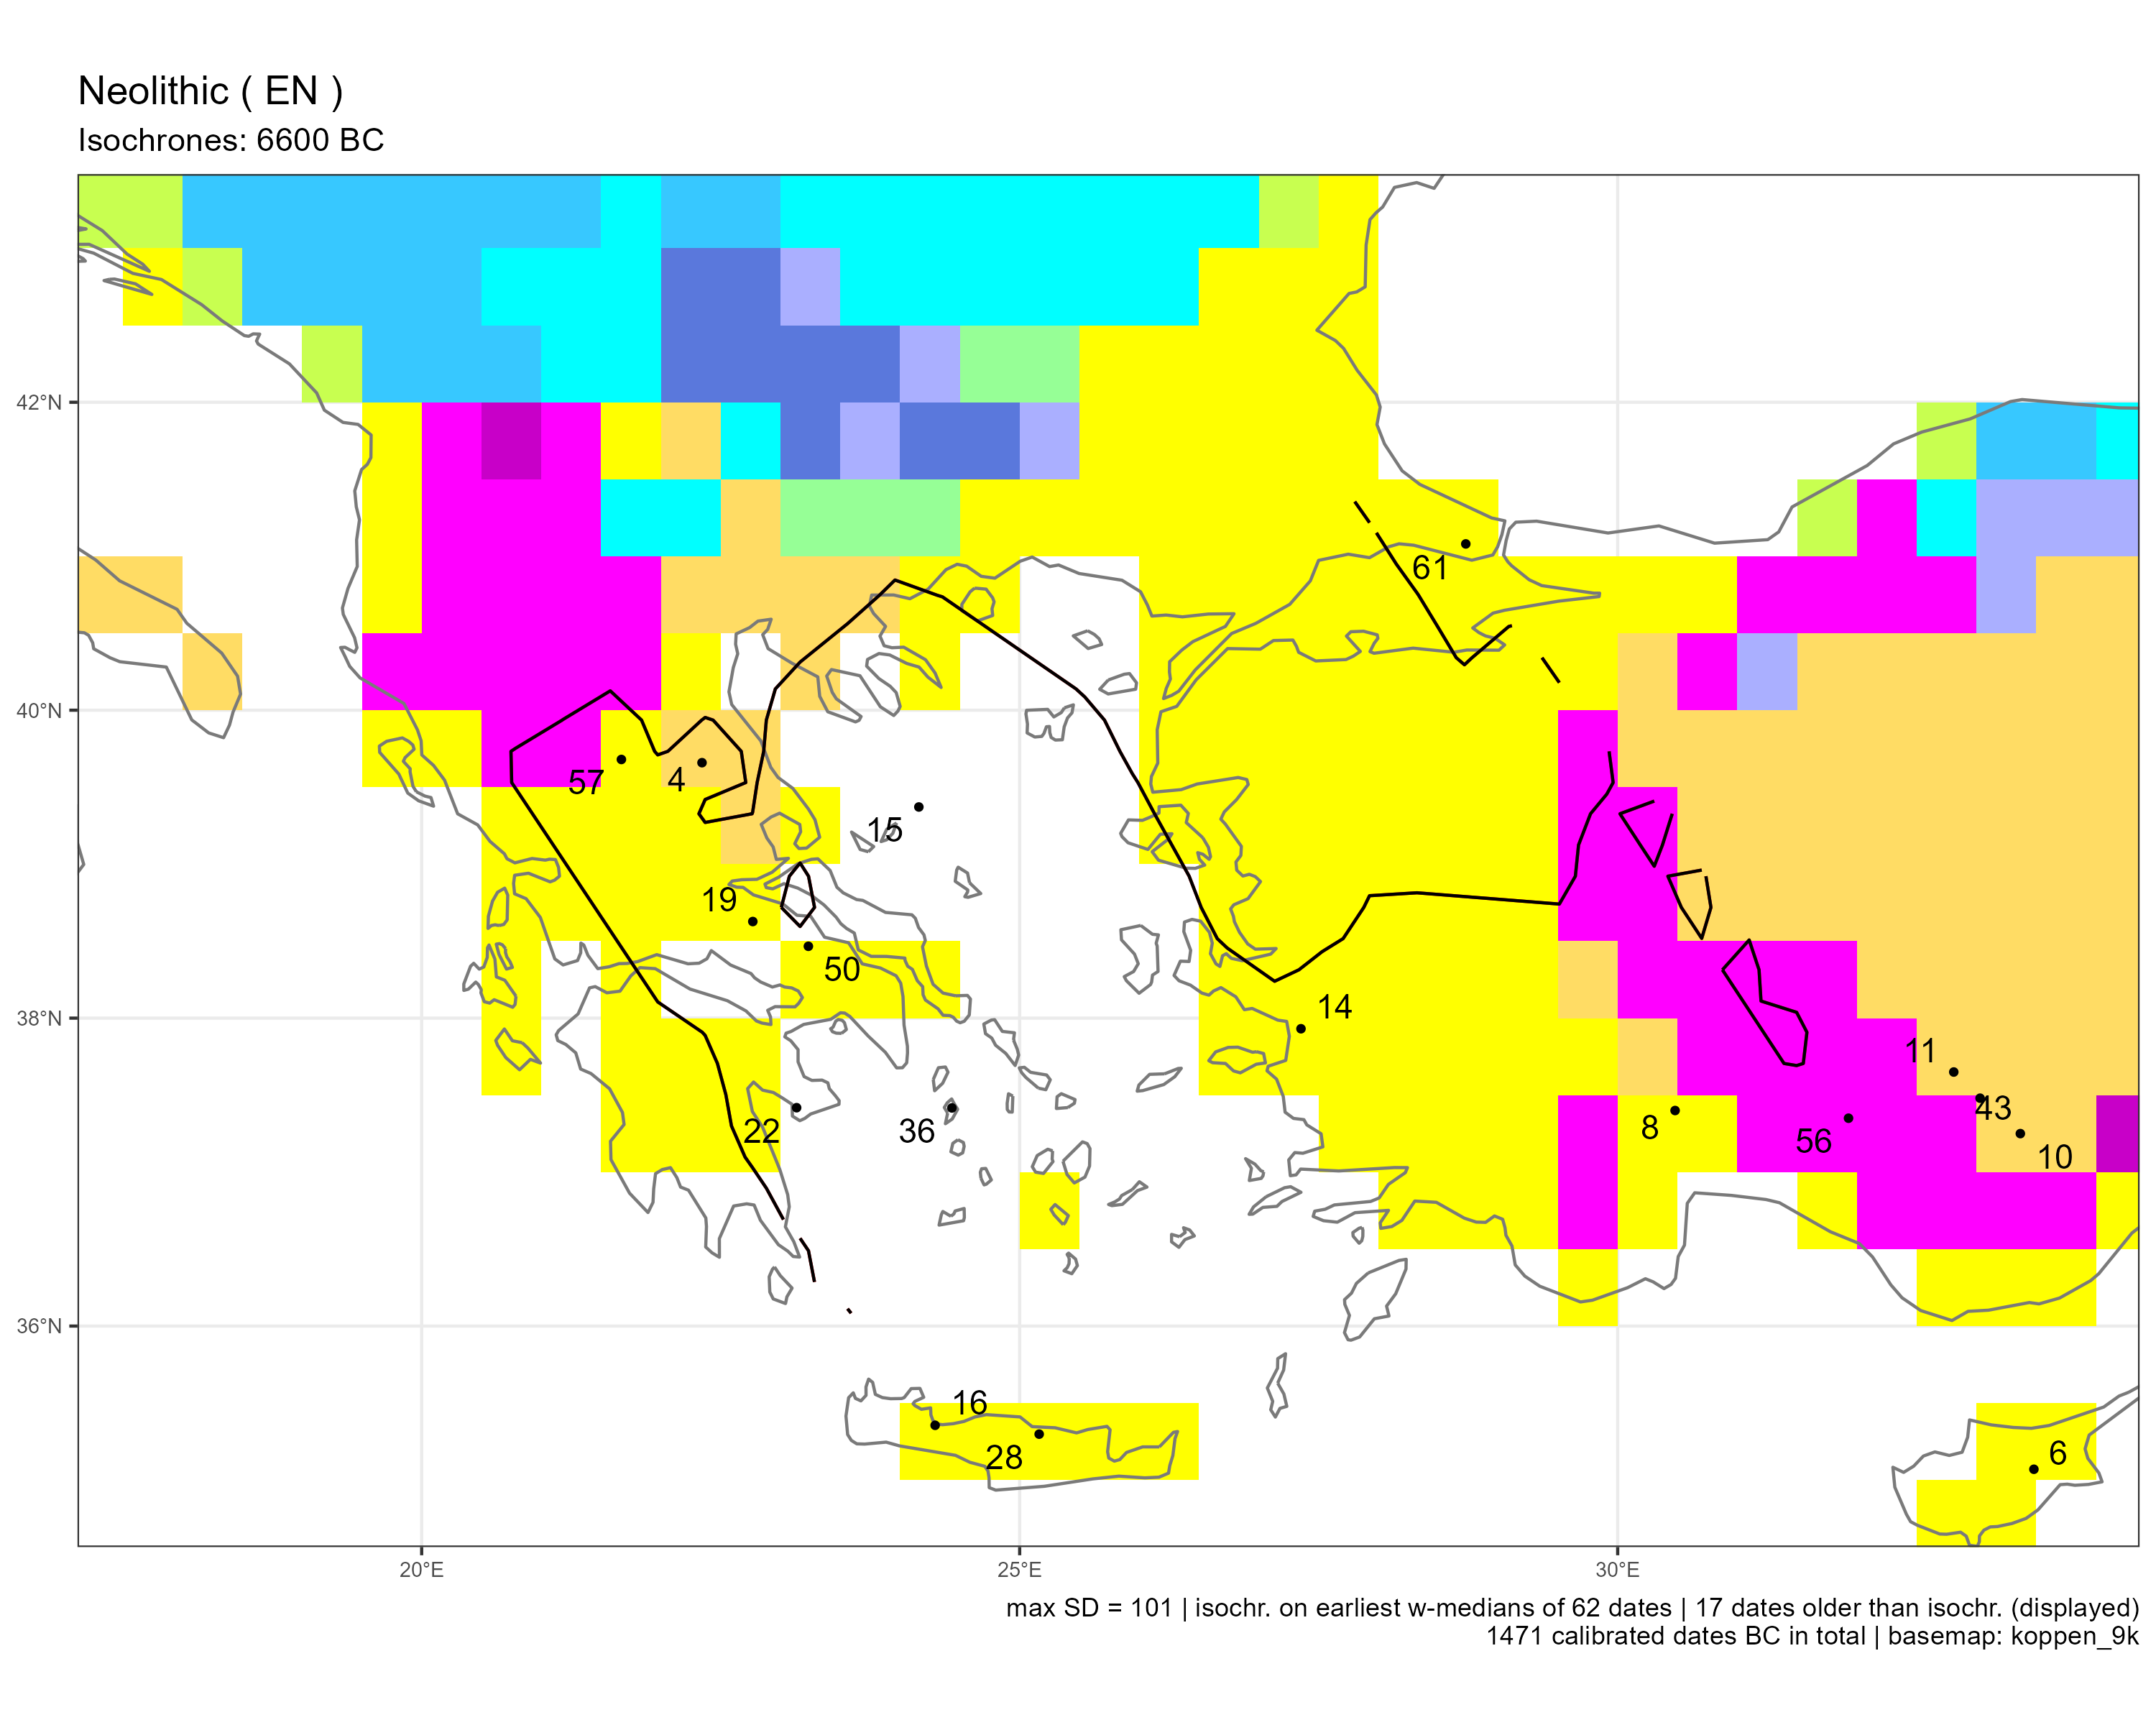 Neolithic ( EN )
Isochrones: 6600 BC
42°N
40°N
38°N
36°N
61
57
4
15
19
50
14
11
22
36
8
56
43
10
16
28
6
20°E
25°E
30°E
max SD = 101 | isochr. on earliest w-medians of 62 dates | 17 dates older than isochr. (displayed)
1471 calibrated dates BC in total | basemap: koppen_9k